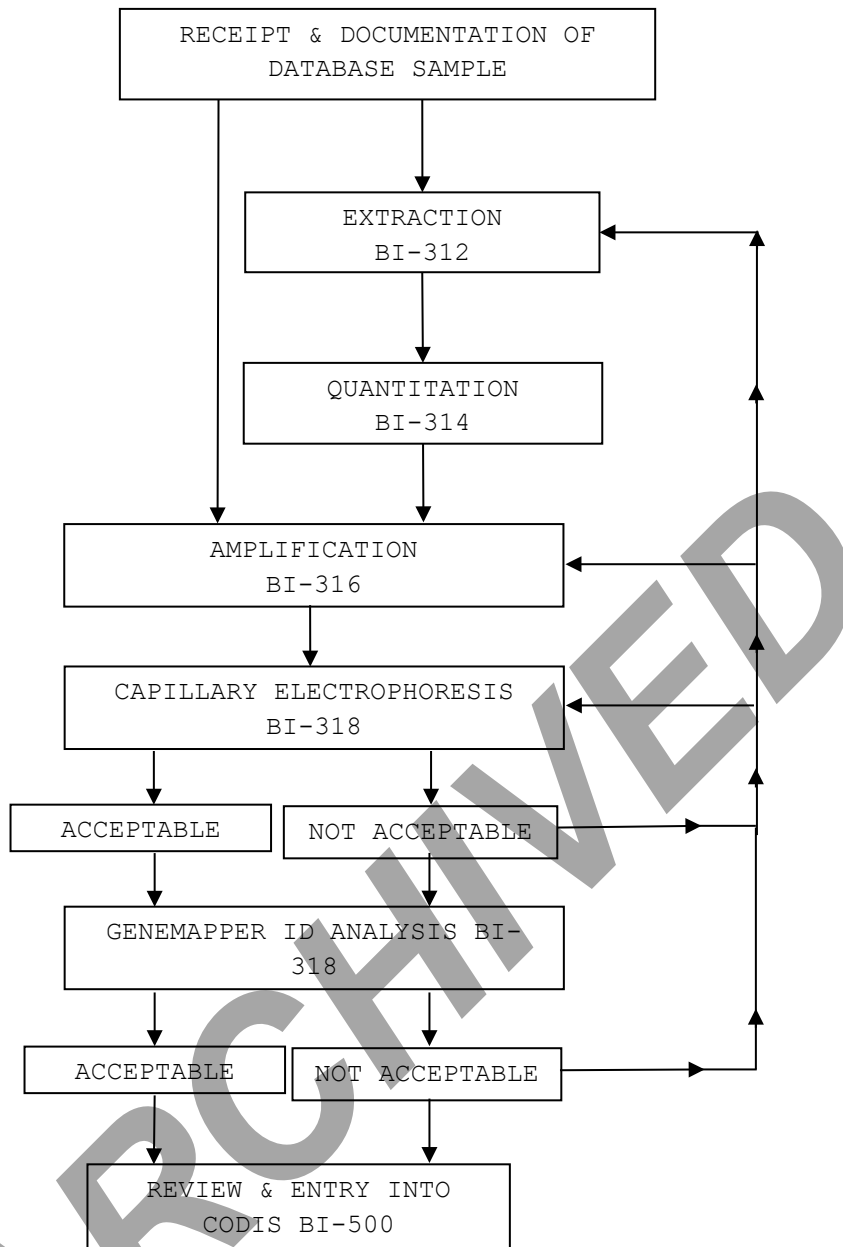 RECEIPT & DOCUMENTATION OF
DATABASE SAMPLE
EXTRACTION
BI-312
QUANTITATION
BI-314
AMPLIFICATION
BI-316
CAPILLARY ELECTROPHORESIS
BI-318
ACCEPTABLE
NOT ACCEPTABLE
GENEMAPPER ID ANALYSIS BI-
318
ACCEPTABLE
NOT ACCEPTABLE
REVIEW & ENTRY INTO
CODIS BI-500
RCHIVED